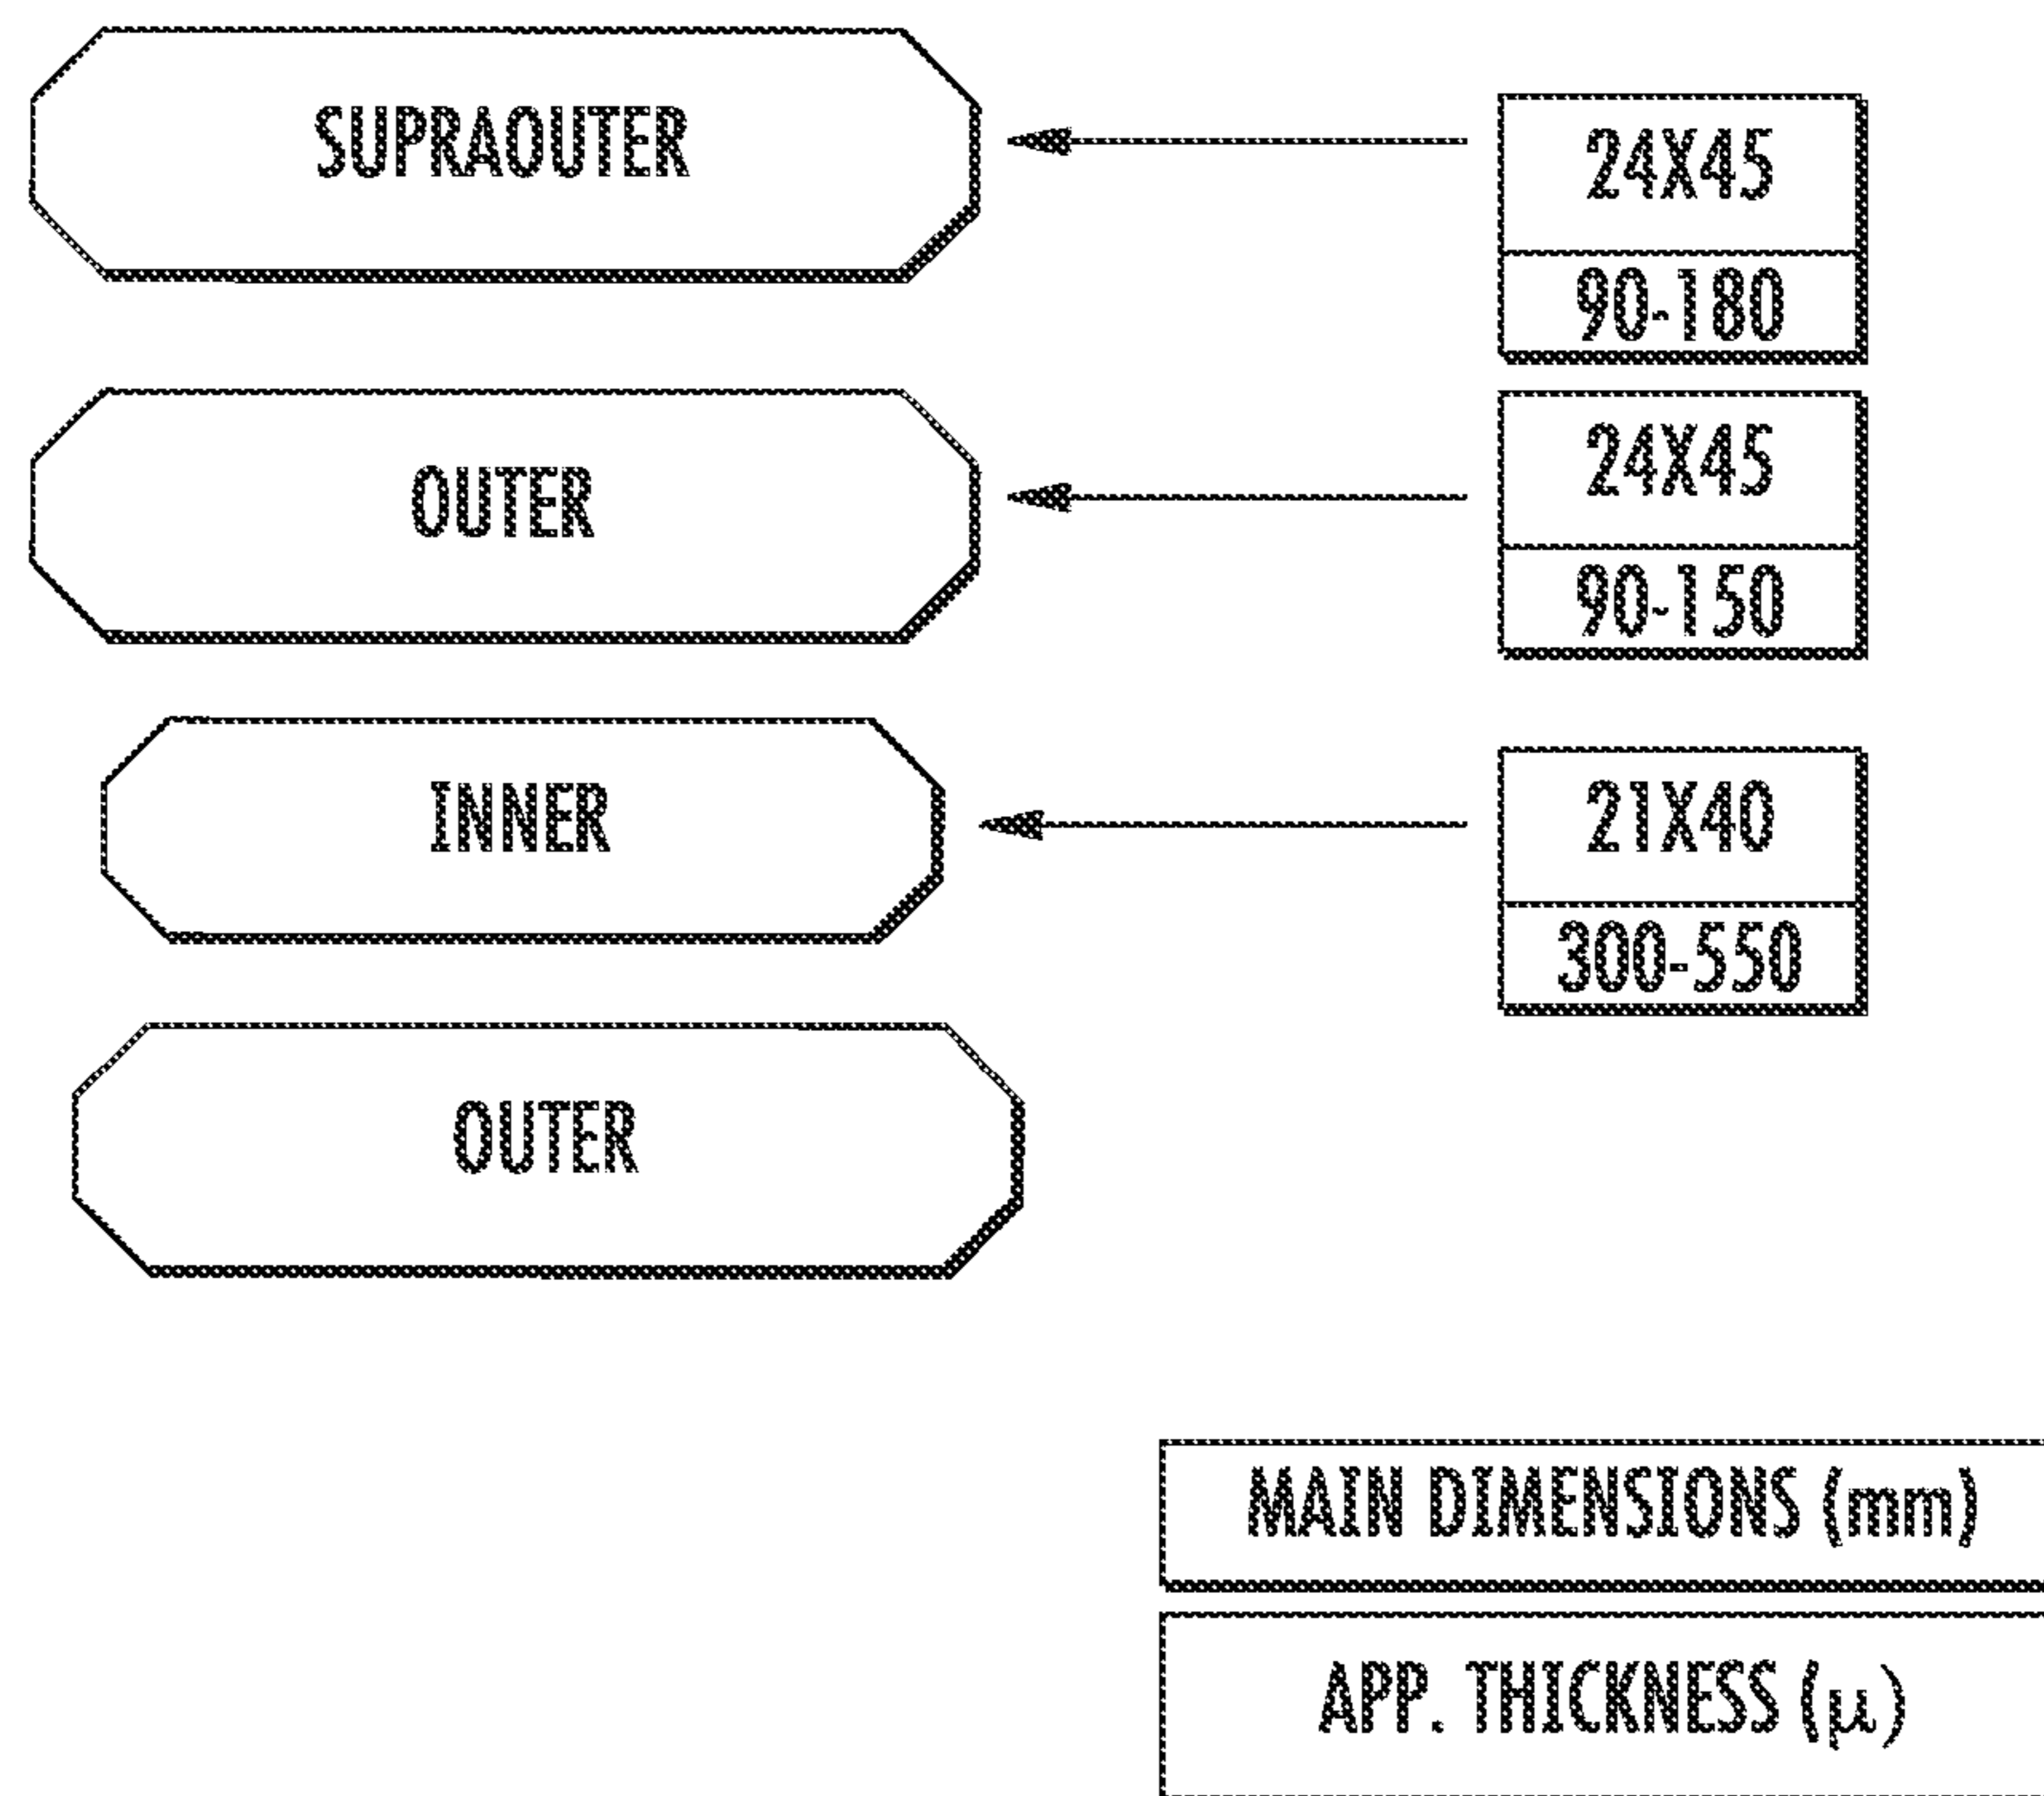 SUPRAOUTER
24X45
90-180
OUTER
24X45
90-150
INNER
21X40
300-550
OUTER
MAIN DIMENSIONS (mm)
APP. THICKNESS (μ)